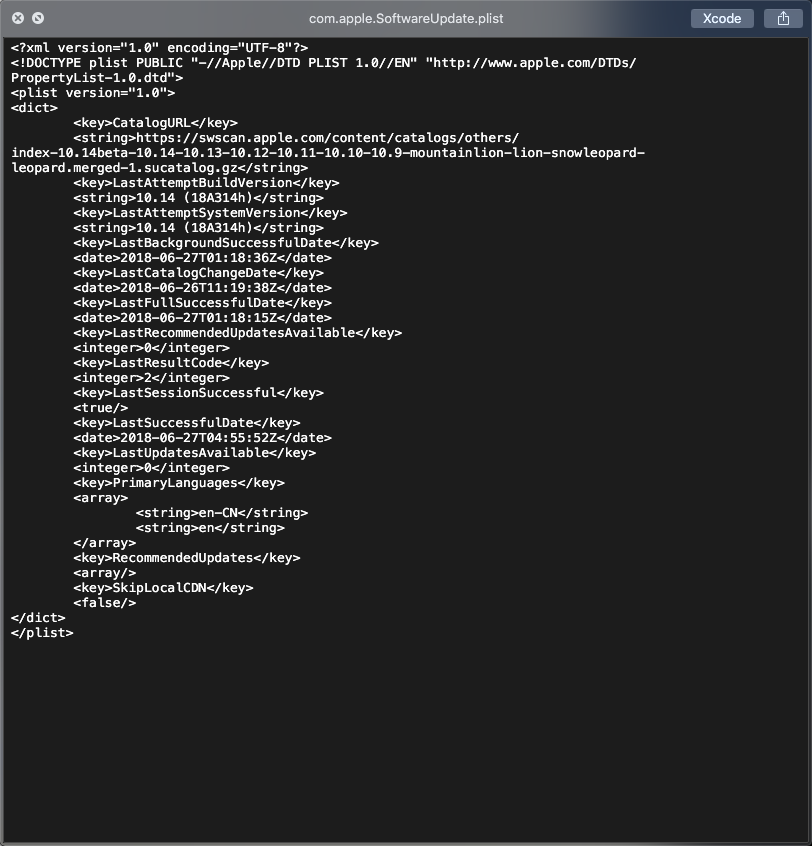 com.apple.SoftwareUpdate.plist
Xcode
<?xml version="1.0" encoding="UTF-8"?>
<!DOCTYPE plist PUBLIC "-//Apple//DTD PLIST 1.0//EN" "http://www.apple.com/DTDs/
PropertyList-1.0.dtd">
<plist version="1.0">
<dict>
	<key>CatalogURL</key>
	<string>https://swscan.apple.com/content/catalogs/others/
index-10.14beta-10.14-10.13-10.12-10.11-10.10-10.9-mountainlion-lion-snowleopard-
leopard.merged-1.sucatalog.gz</string>
	<key>LastAttemptBuildVersion</key>
	<string>10.14 (18A314h)</string>
	<key>LastAttemptSystemVersion</key>
	<string>10.14 (18A314h)</string>
	<key>LastBackgroundSuccessfulDate</key>
	<date>2018-06-27T01:18:36Z</date>
	<key>LastCatalogChangeDate</key>
	<date>2018-06-26T11:19:38Z</date>
	<key>LastFullSuccessfulDate</key>
	<date>2018-06-27T01:18:15Z</date>
	<key>LastRecommendedUpdatesAvailable</key>
	<integer>0</integer>
	<key>LastResultCode</key>
	<integer>2</integer>
	<key>LastSessionSuccessful</key>
	<true/>
	<key>LastSuccessfulDate</key>
	<date>2018-06-27T04:55:52Z</date>
	<key>LastUpdatesAvailable</key>
	<integer>0</integer>
	<key>PrimaryLanguages</key>
	<array>
		<string>en-CN</string>
		<string>en</string>
	</array>
	<key>RecommendedUpdates</key>
	<array/>
	<key>SkipLocalCDN</key>
	<false/>
</dict>
</plist>